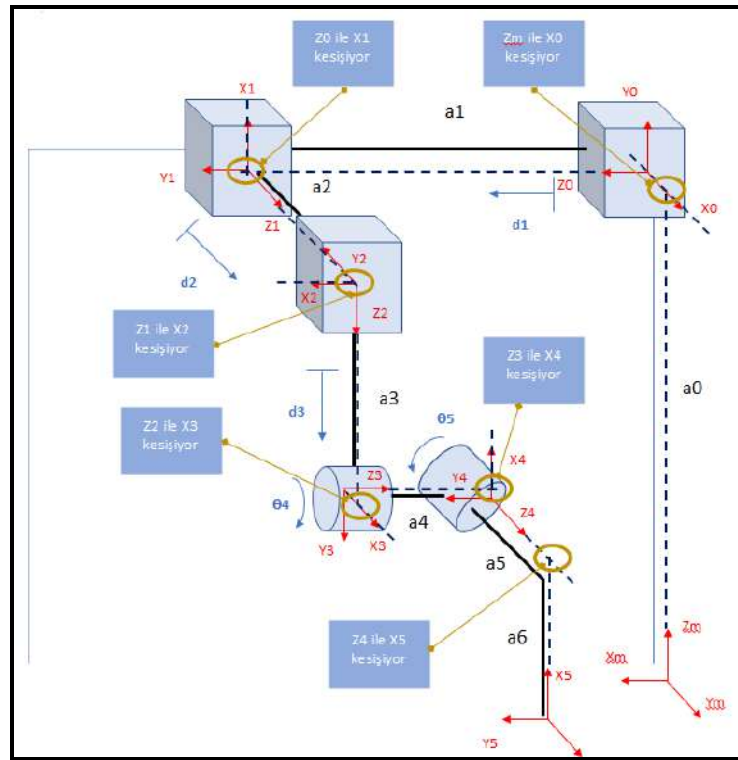 Z0 ile X1
kesişiyor
Zm ile X0
kesişiyor
X1
Y0
a1
Y1
a2
Z0
X0
Z1
d1
d2
Y2
X2
Z2
Z1 ile X2
kesişiyor
Z3 ile X4
kesişiyor
a3
a0
d3
Z2 ile X3
kesişiyor
θ5
X4
Z3
Y4
θ4
a4
Z4
Y3
X3
a5
Z4 ile X5
kesişiyor
a6
Zm
X5
Xm
Ym
Y5